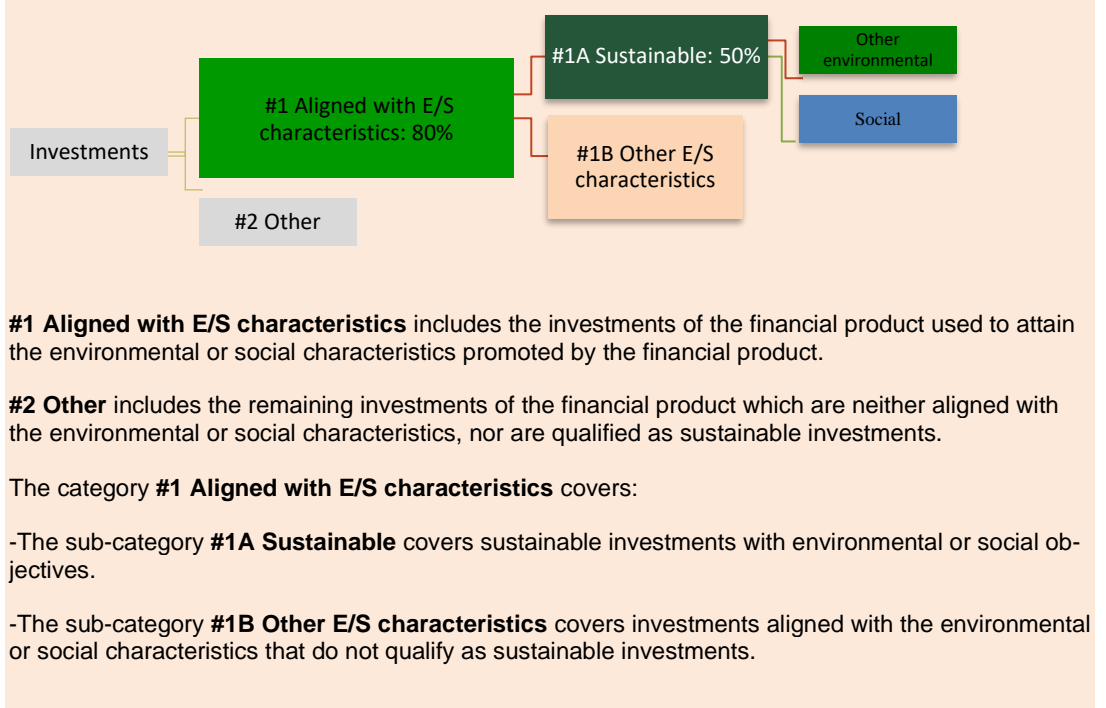 Other
environmental
#1A Sustainable: 50%
#1 Aligned with E/S
characteristics: 80%
Social
Investments
#1B Other E/S
characteristics
#2 Other
#1 Aligned with E/S characteristics includes the investments of the financial product used to attain
the environmental or social characteristics promoted by the financial product.
#2 Other includes the remaining investments of the financial product which are neither aligned with
the environmental or social characteristics, nor are qualified as sustainable investments.
The category #1 Aligned with E/S characteristics covers:
-The sub-category #1A Sustainable covers sustainable investments with environmental or social ob-
jectives.
-The sub-category #1B Other E/S characteristics covers investments aligned with the environmental
or social characteristics that do not qualify as sustainable investments.